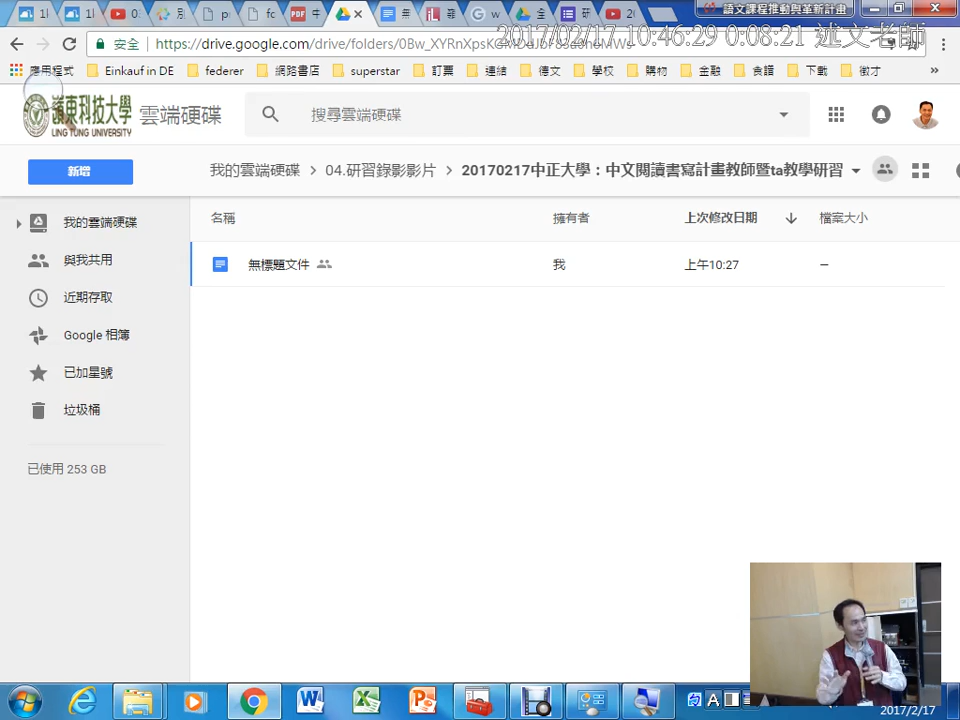 語文課程推動與革新計畫
2017/02/17 10:46:29 0:08:21 述文老師
安全 https://drive.google.com/drive/folders/
應用程式 Einkauf in DE federer 網路書店 superstar 訂票 連結 德文 學校 購物 金融 食譜 下載 徵才 »
嶺東科技大學 雲端硬碟 搜尋雲端硬碟
LING TUNG UNIVERSITY
新增 我的雲端硬碟 > 04.研習錄影影片 > 20170217中正大學：中文閱讀書寫計畫教師暨ta教學研習
名稱 擁有者 上次修改日期 檔案大小
我的雲端硬碟
與我共用
無標題文件 我 上午10:27 –
近期存取
Google 相簿
已加星號
垃圾桶
已使用 253 GB
2017/2/17